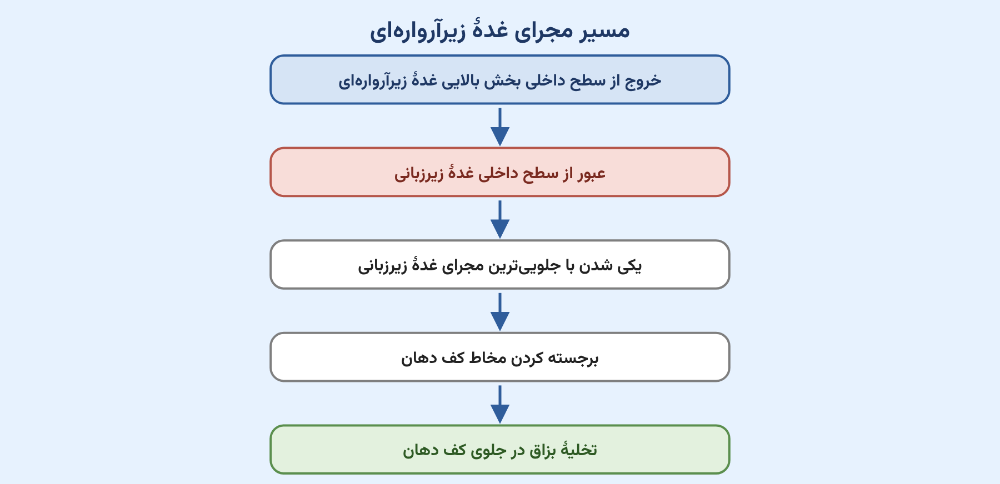 مسیر مجرای غدهٔ زیرآرواره‌ای
خروج از سطح داخلی بخش بالایی غدهٔ زیرآرواره‌ای
عبور از سطح داخلی غدهٔ زیرزبانی
یکی شدن با جلویی‌ترین مجرای غدهٔ زیرزبانی
برجسته کردن مخاط کف دهان
تخلیهٔ بزاق در جلوی کف دهان